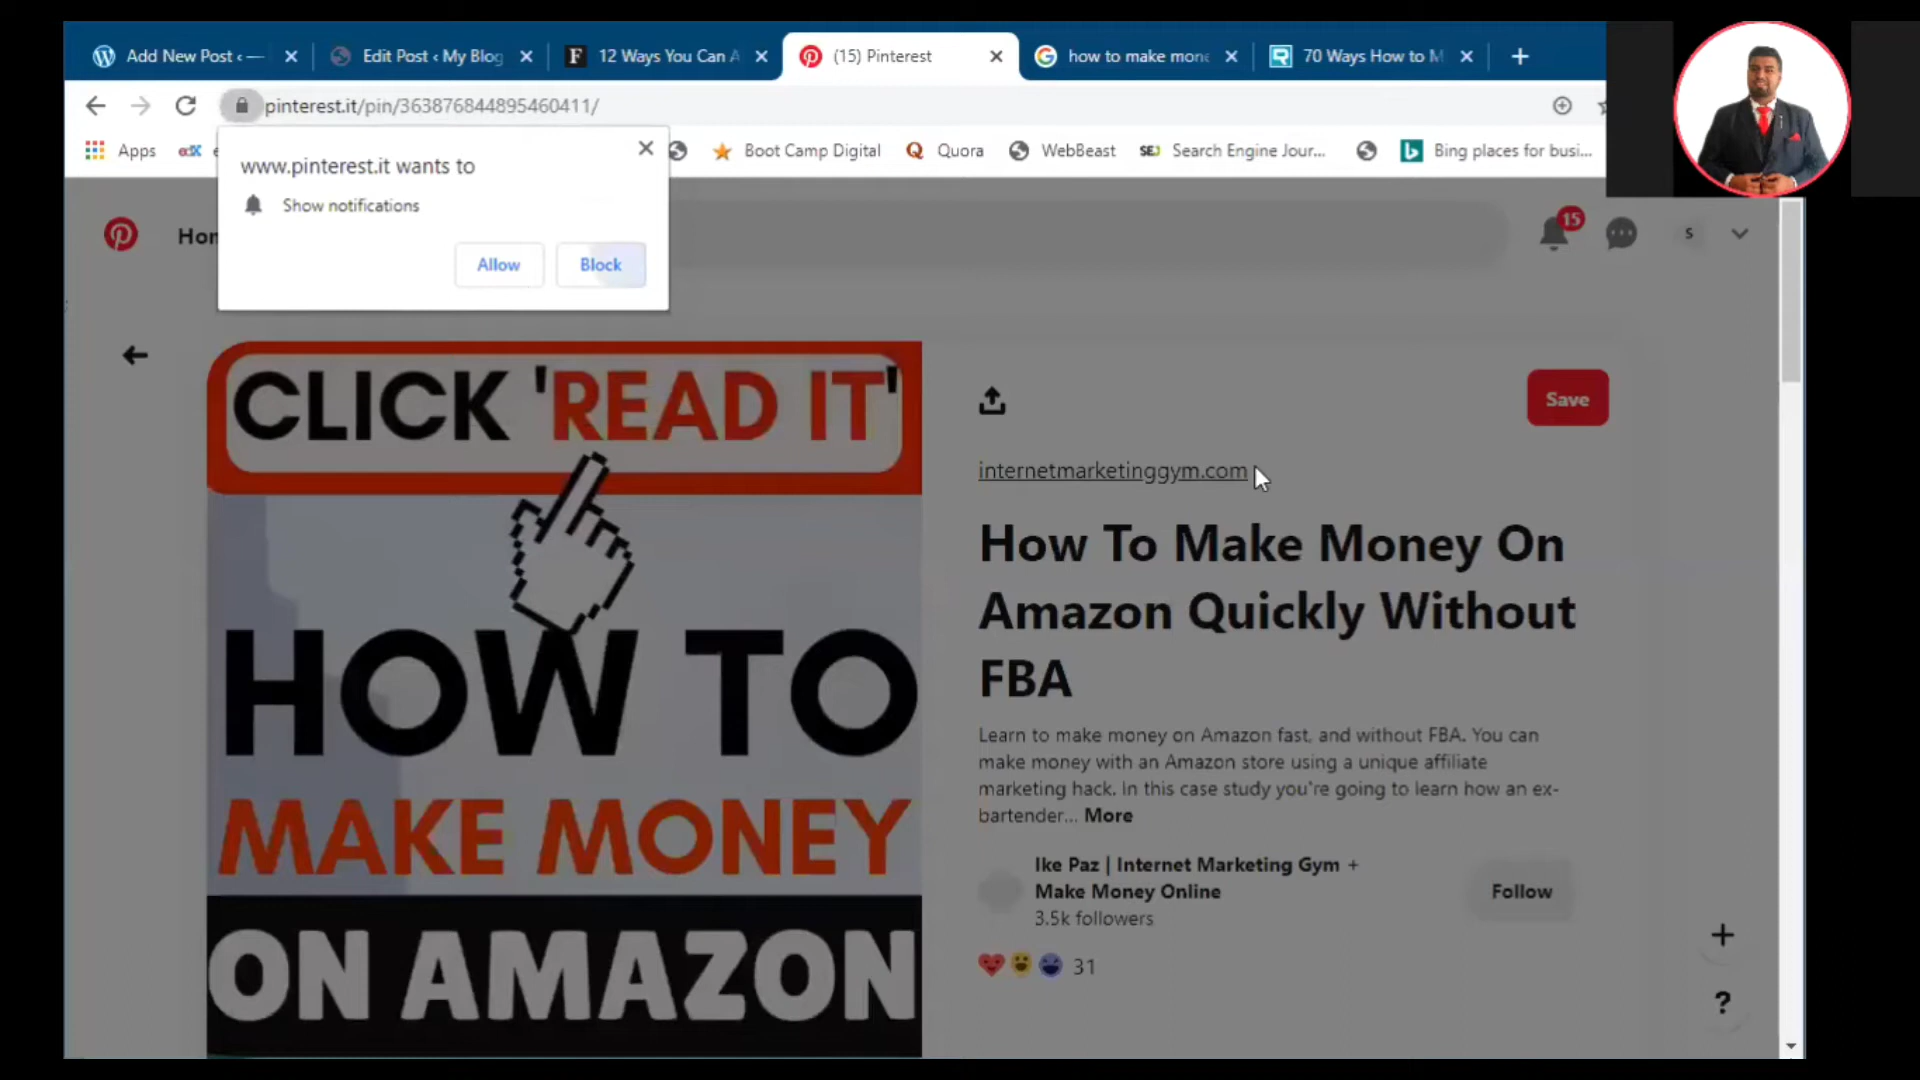 Add New Post ‹ —
Edit Post ‹ My Blog
12 Ways You Can A
(15) Pinterest
how to make mone
70 Ways How to M
pinterest.it/pin/363876844895460411/
Apps
edX
Boot Camp Digital
Quora
WebBeast
SEJ
Search Engine Jour...
Bing places for busi...
www.pinterest.it wants to
Show notifications
Allow
Block
Hom
15
S
CLICK 'READ IT'
HOW TO
MAKE MONEY
ON AMAZON
Save
internetmarketinggym.com
How To Make Money On
Amazon Quickly Without
FBA
Learn to make money on Amazon fast, and without FBA. You can
make money with an Amazon store using a unique affiliate
marketing hack. In this case study you're going to learn how an ex-
bartender... More
Ike Paz | Internet Marketing Gym +
Make Money Online
3.5k followers
Follow
31
+
?